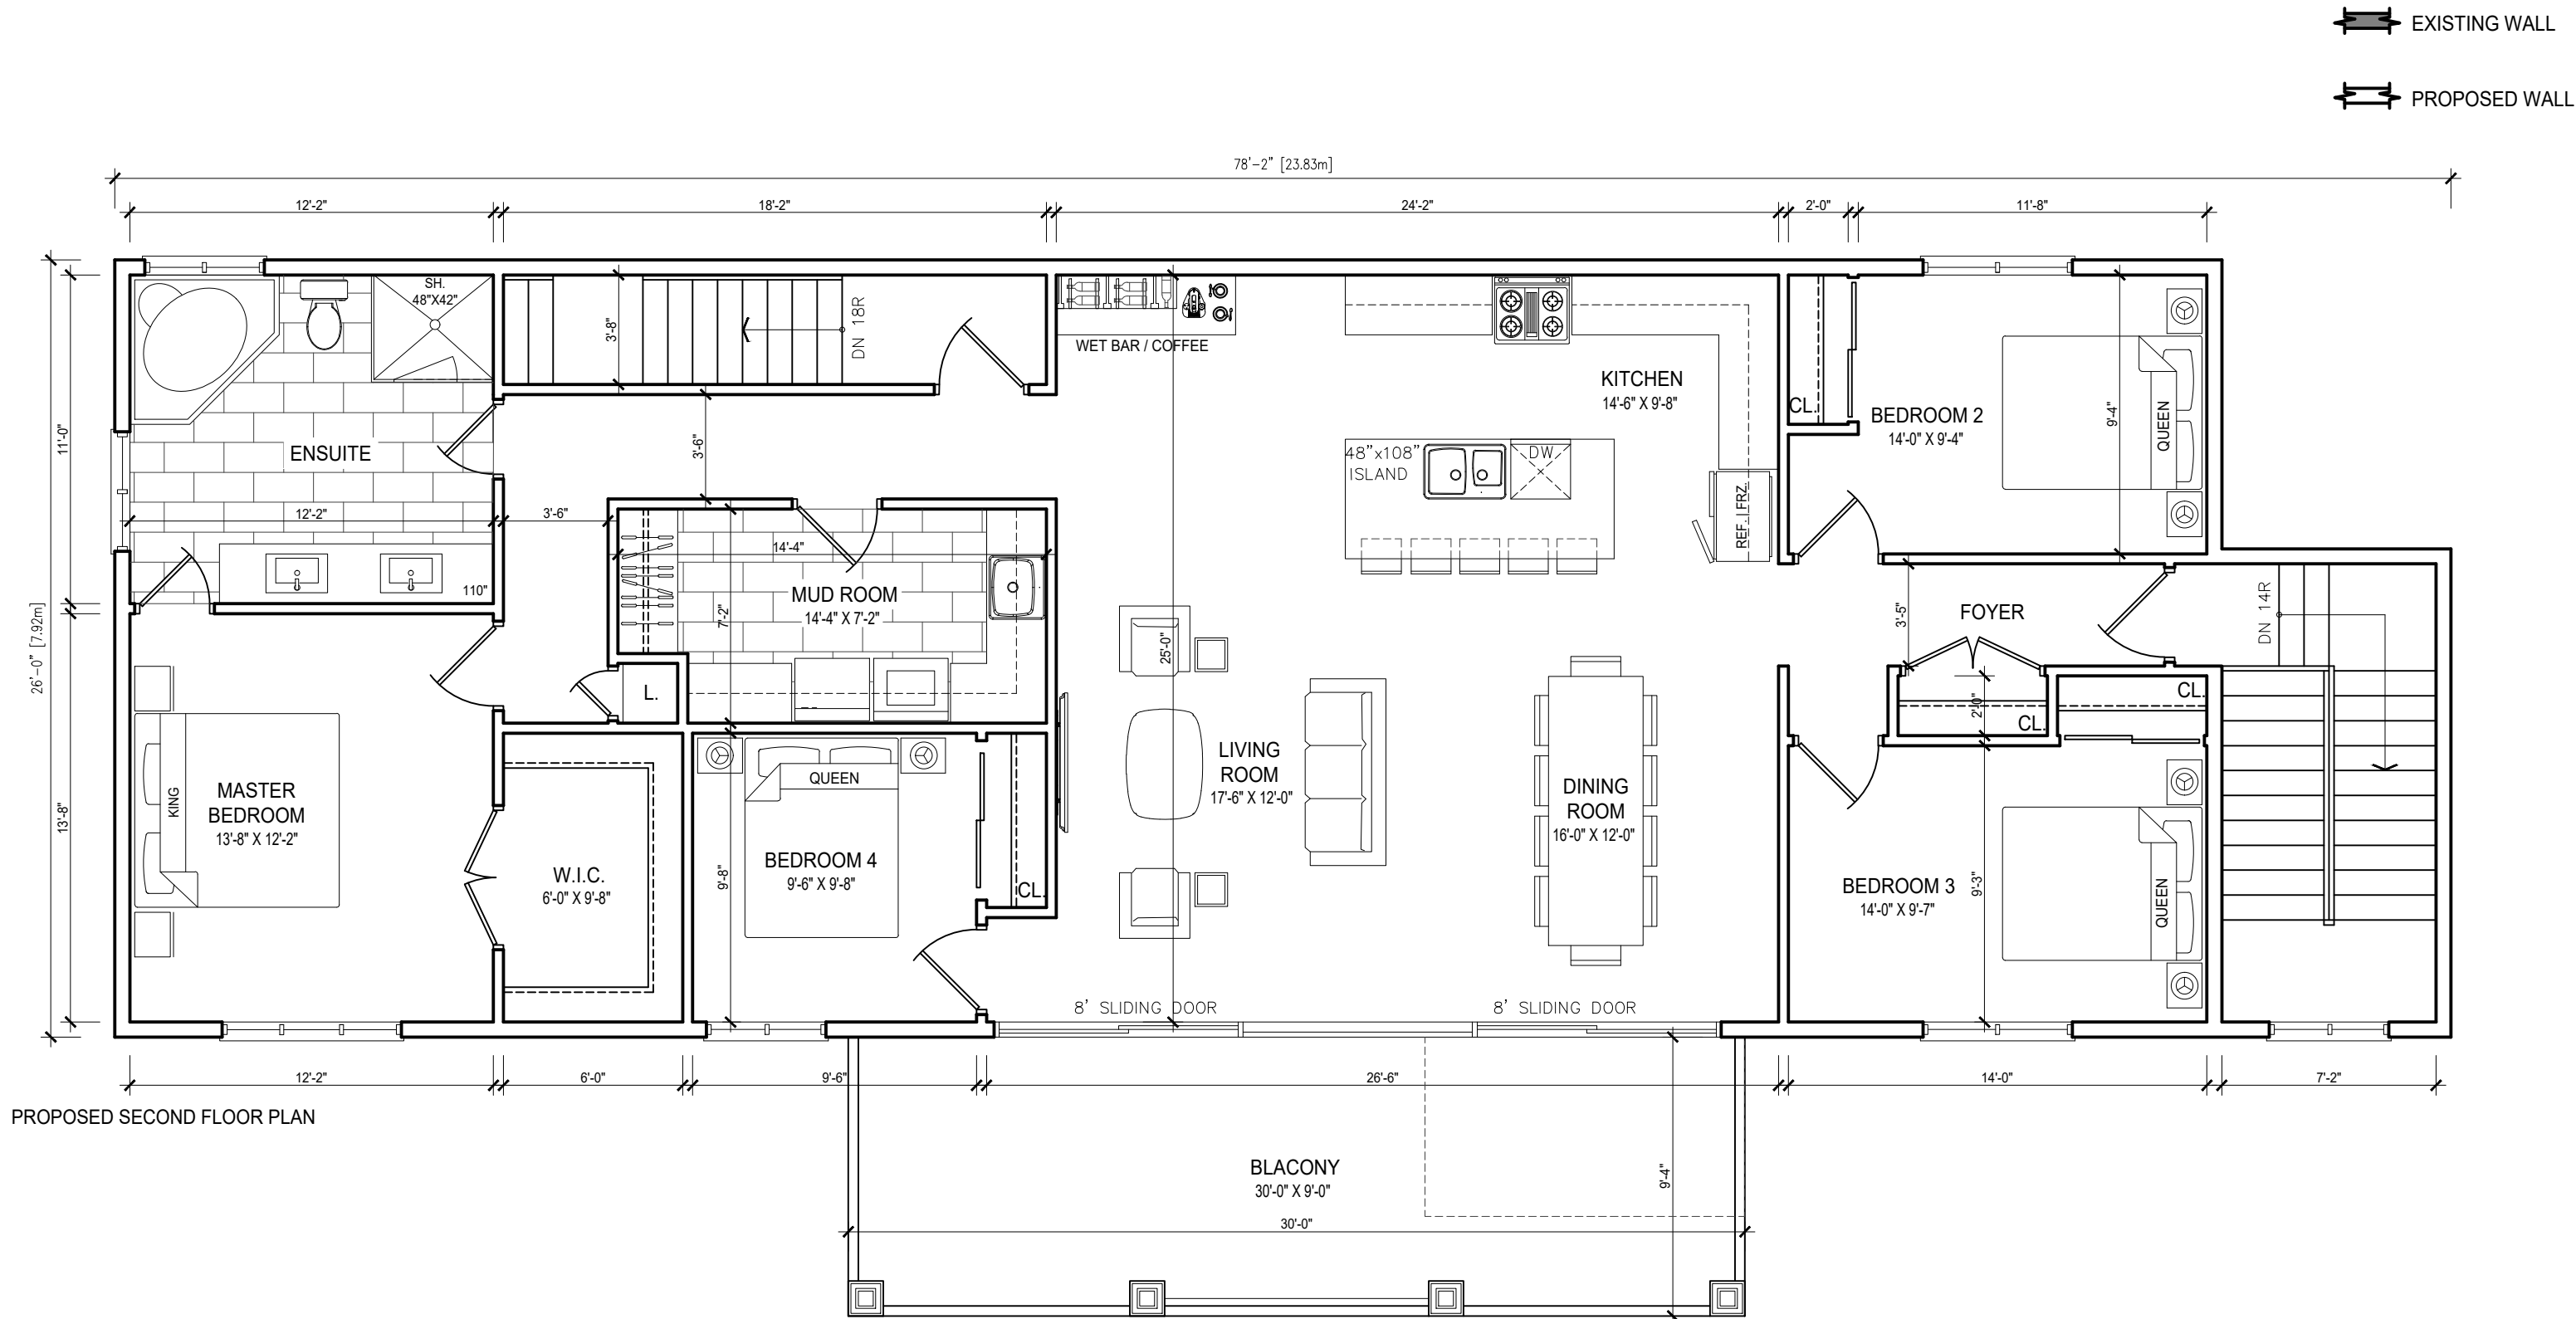 EXISTING WALL
PROPOSED WALL
78'-2" [23.83m]
12'-2"
18'-2"
24'-2"
2'-0"
11'-8"
SH.
48"X42"
3'-8"
DN 18R
WET BAR / COFFEE
KITCHEN
14'-6" X 9'-8"
CL.
BEDROOM 2
14'-0" X 9'-4"
9'-4"
QUEEN
11'-0"
ENSUITE
3'-6"
48"x108"
ISLAND
DW
REF. | FRZ.
12'-2"
3'-6"
14'-4"
110"
MUD ROOM
14'-4" X 7'-2"
7'-2"
26'-0" [7.92m]
25'-0"
3'-5"
FOYER
DN 14R
L.
2'-0"
CL.
CL.
13'-8"
KING
MASTER
BEDROOM
13'-8" X 12'-2"
W.I.C.
6'-0" X 9'-8"
9'-8"
QUEEN
BEDROOM 4
9'-6" X 9'-8"
CL.
LIVING
ROOM
17'-6" X 12'-0"
DINING
ROOM
16'-0" X 12'-0"
BEDROOM 3
14'-0" X 9'-7"
9'-3"
QUEEN
8' SLIDING DOOR
8' SLIDING DOOR
12'-2"
6'-0"
9'-6"
26'-6"
14'-0"
7'-2"
PROPOSED SECOND FLOOR PLAN
BLACONY
30'-0" X 9'-0"
9'-4"
30'-0"